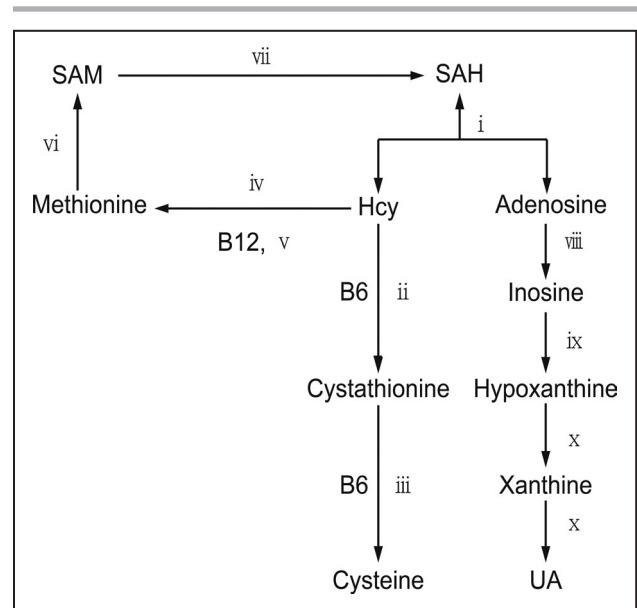 vii
SAM SAH
vi i
iv
Methionine Hcy Adenosine
B12, v viii
B6 ii Inosine
ix
Cystathionine Hypoxanthine
x
B6 iii Xanthine
x
Cysteine UA